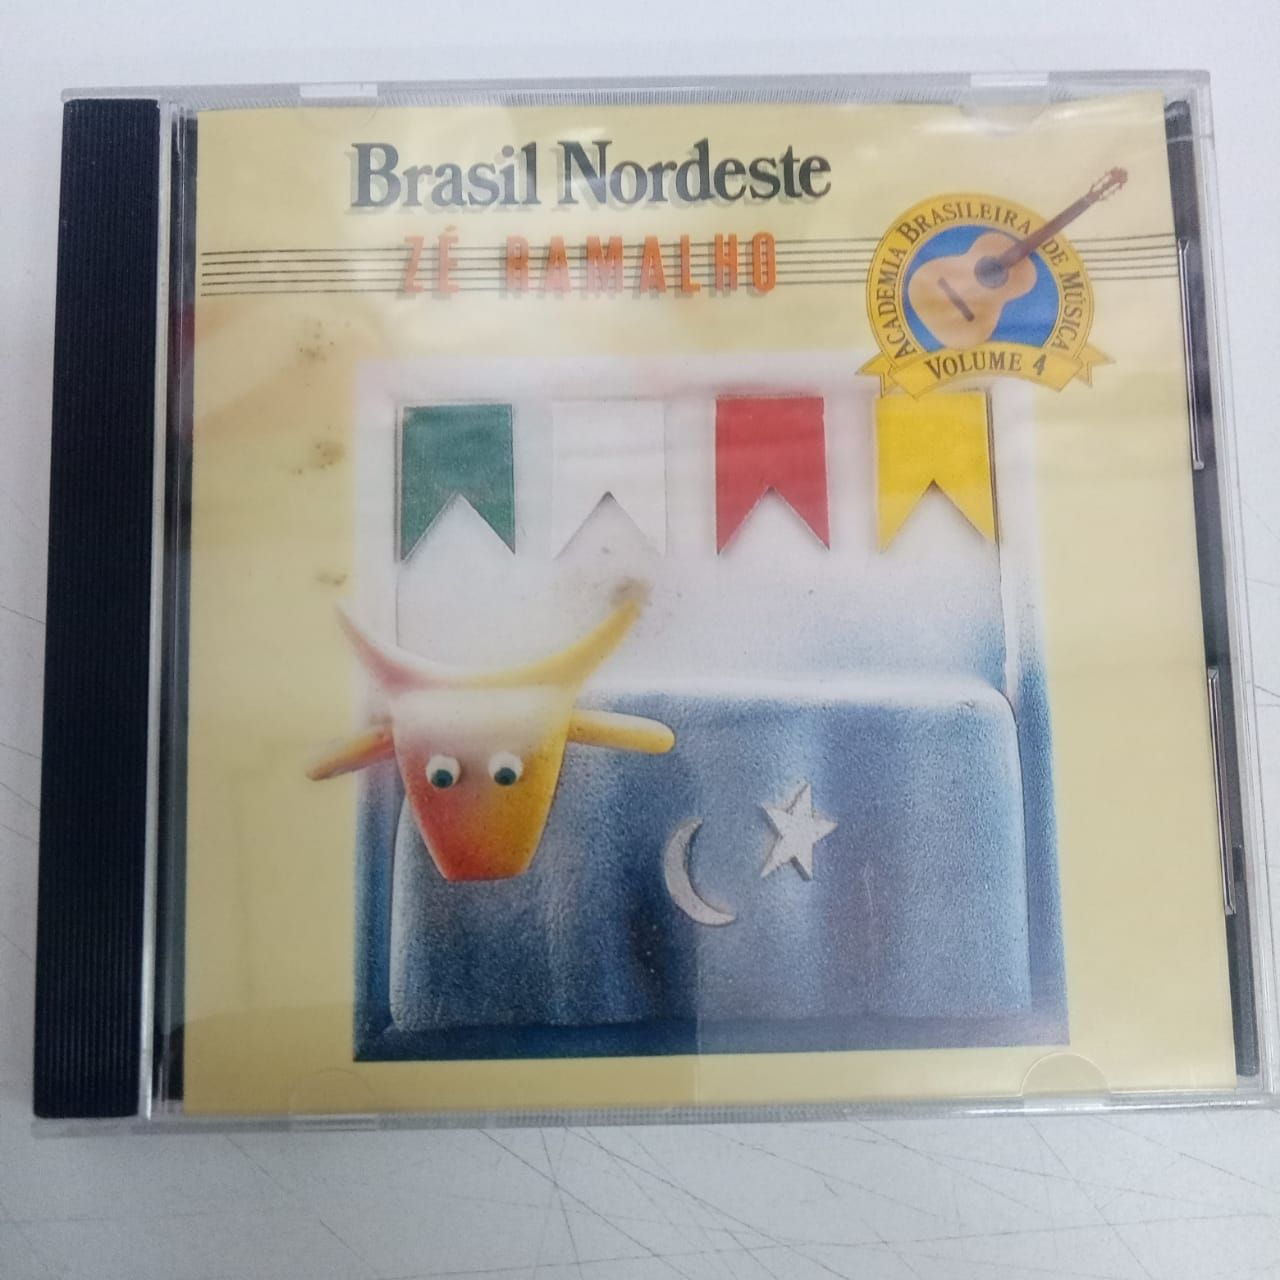 Brasil Nordeste
ZÉ RAMALHO
ACADEMIA BRASILEIRA DE MÚSICA
VOLUME 4